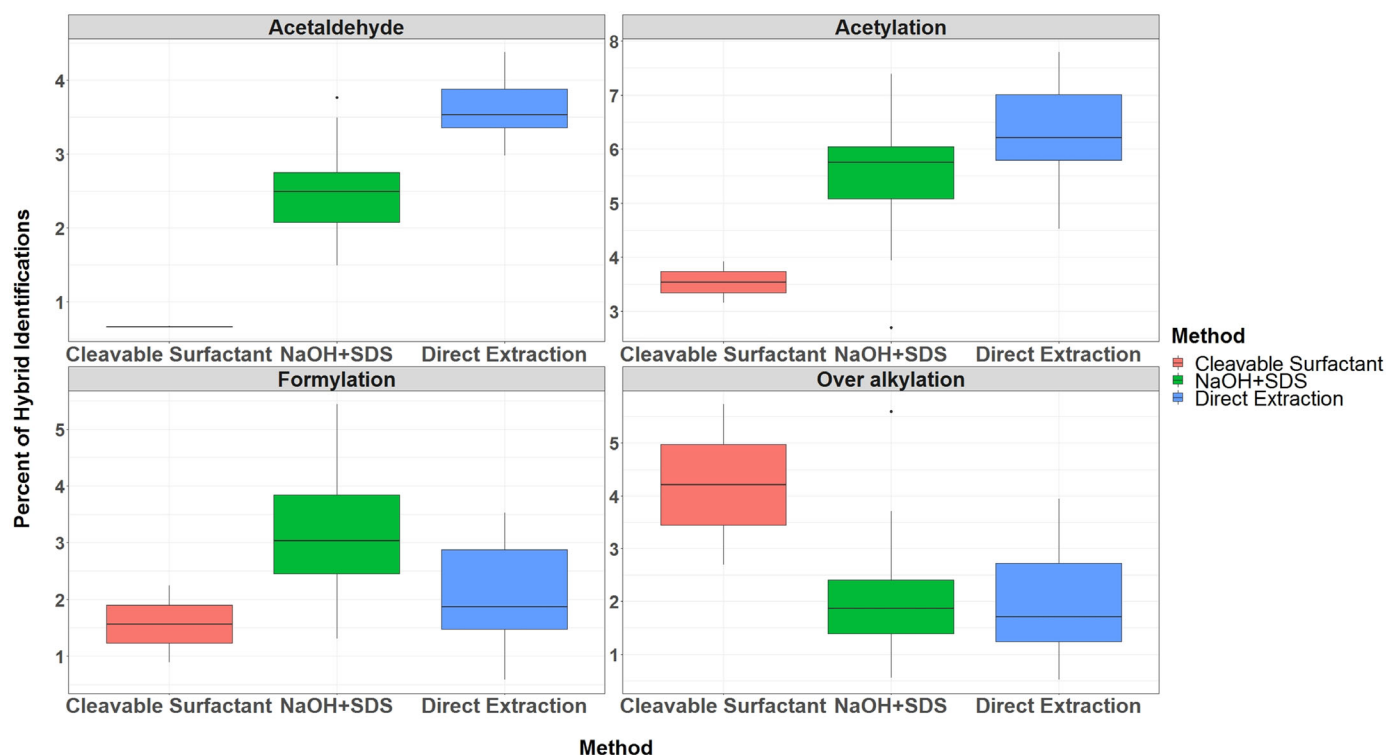 Acetaldehyde
Acetylation
4
3
2
1
8
7
6
5
4
3
Cleavable Surfactant NaOH+SDS Direct Extraction
Cleavable Surfactant NaOH+SDS Direct Extraction
Formylation
Over alkylation
5
4
3
2
1
5
4
3
2
1
Cleavable Surfactant NaOH+SDS Direct Extraction
Cleavable Surfactant NaOH+SDS Direct Extraction
Percent of Hybrid Identifications
Method
Method
Cleavable Surfactant
NaOH+SDS
Direct Extraction